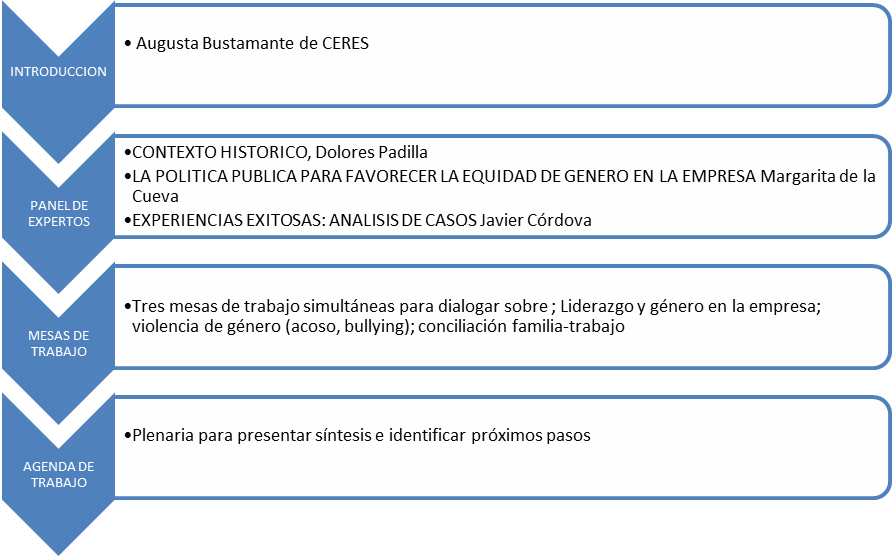 INTRODUCCION
• Augusta Bustamante de CERES
PANEL DE
EXPERTOS
•CONTEXTO HISTORICO, Dolores Padilla
•LA POLITICA PUBLICA PARA FAVORECER LA EQUIDAD DE GENERO EN LA EMPRESA Margarita de la
Cueva
•EXPERIENCIAS EXITOSAS: ANALISIS DE CASOS Javier Córdova
MESAS DE
TRABAJO
•Tres mesas de trabajo simultáneas para dialogar sobre ; Liderazgo y género en la empresa;
violencia de género (acoso, bullying); conciliación familia-trabajo
AGENDA DE
TRABAJO
•Plenaria para presentar síntesis e identificar próximos pasos